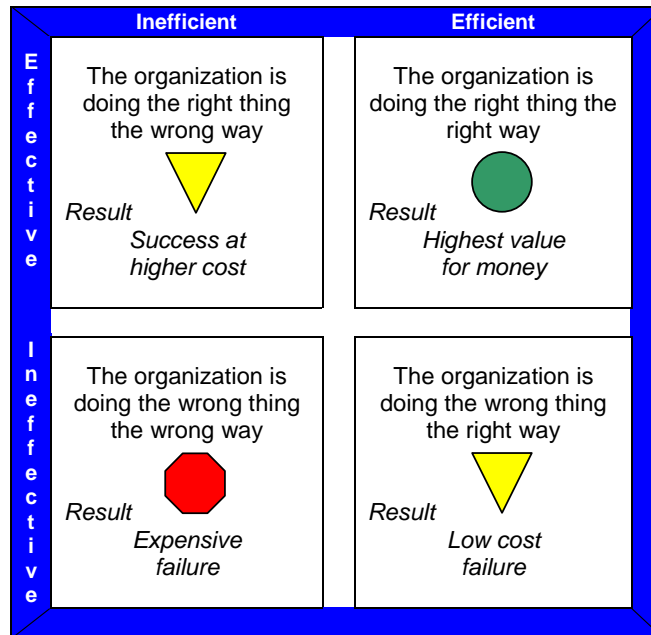 Inefficient
Efficient
Effective
The organization is
doing the right thing
the wrong way
Result
Success at
higher cost
The organization is
doing the right thing the
right way
Result
Highest value
for money
Ineffective
The organization is
doing the wrong thing
the wrong way
Result
Expensive
failure
The organization is
doing the wrong thing
the right way
Result
Low cost
failure